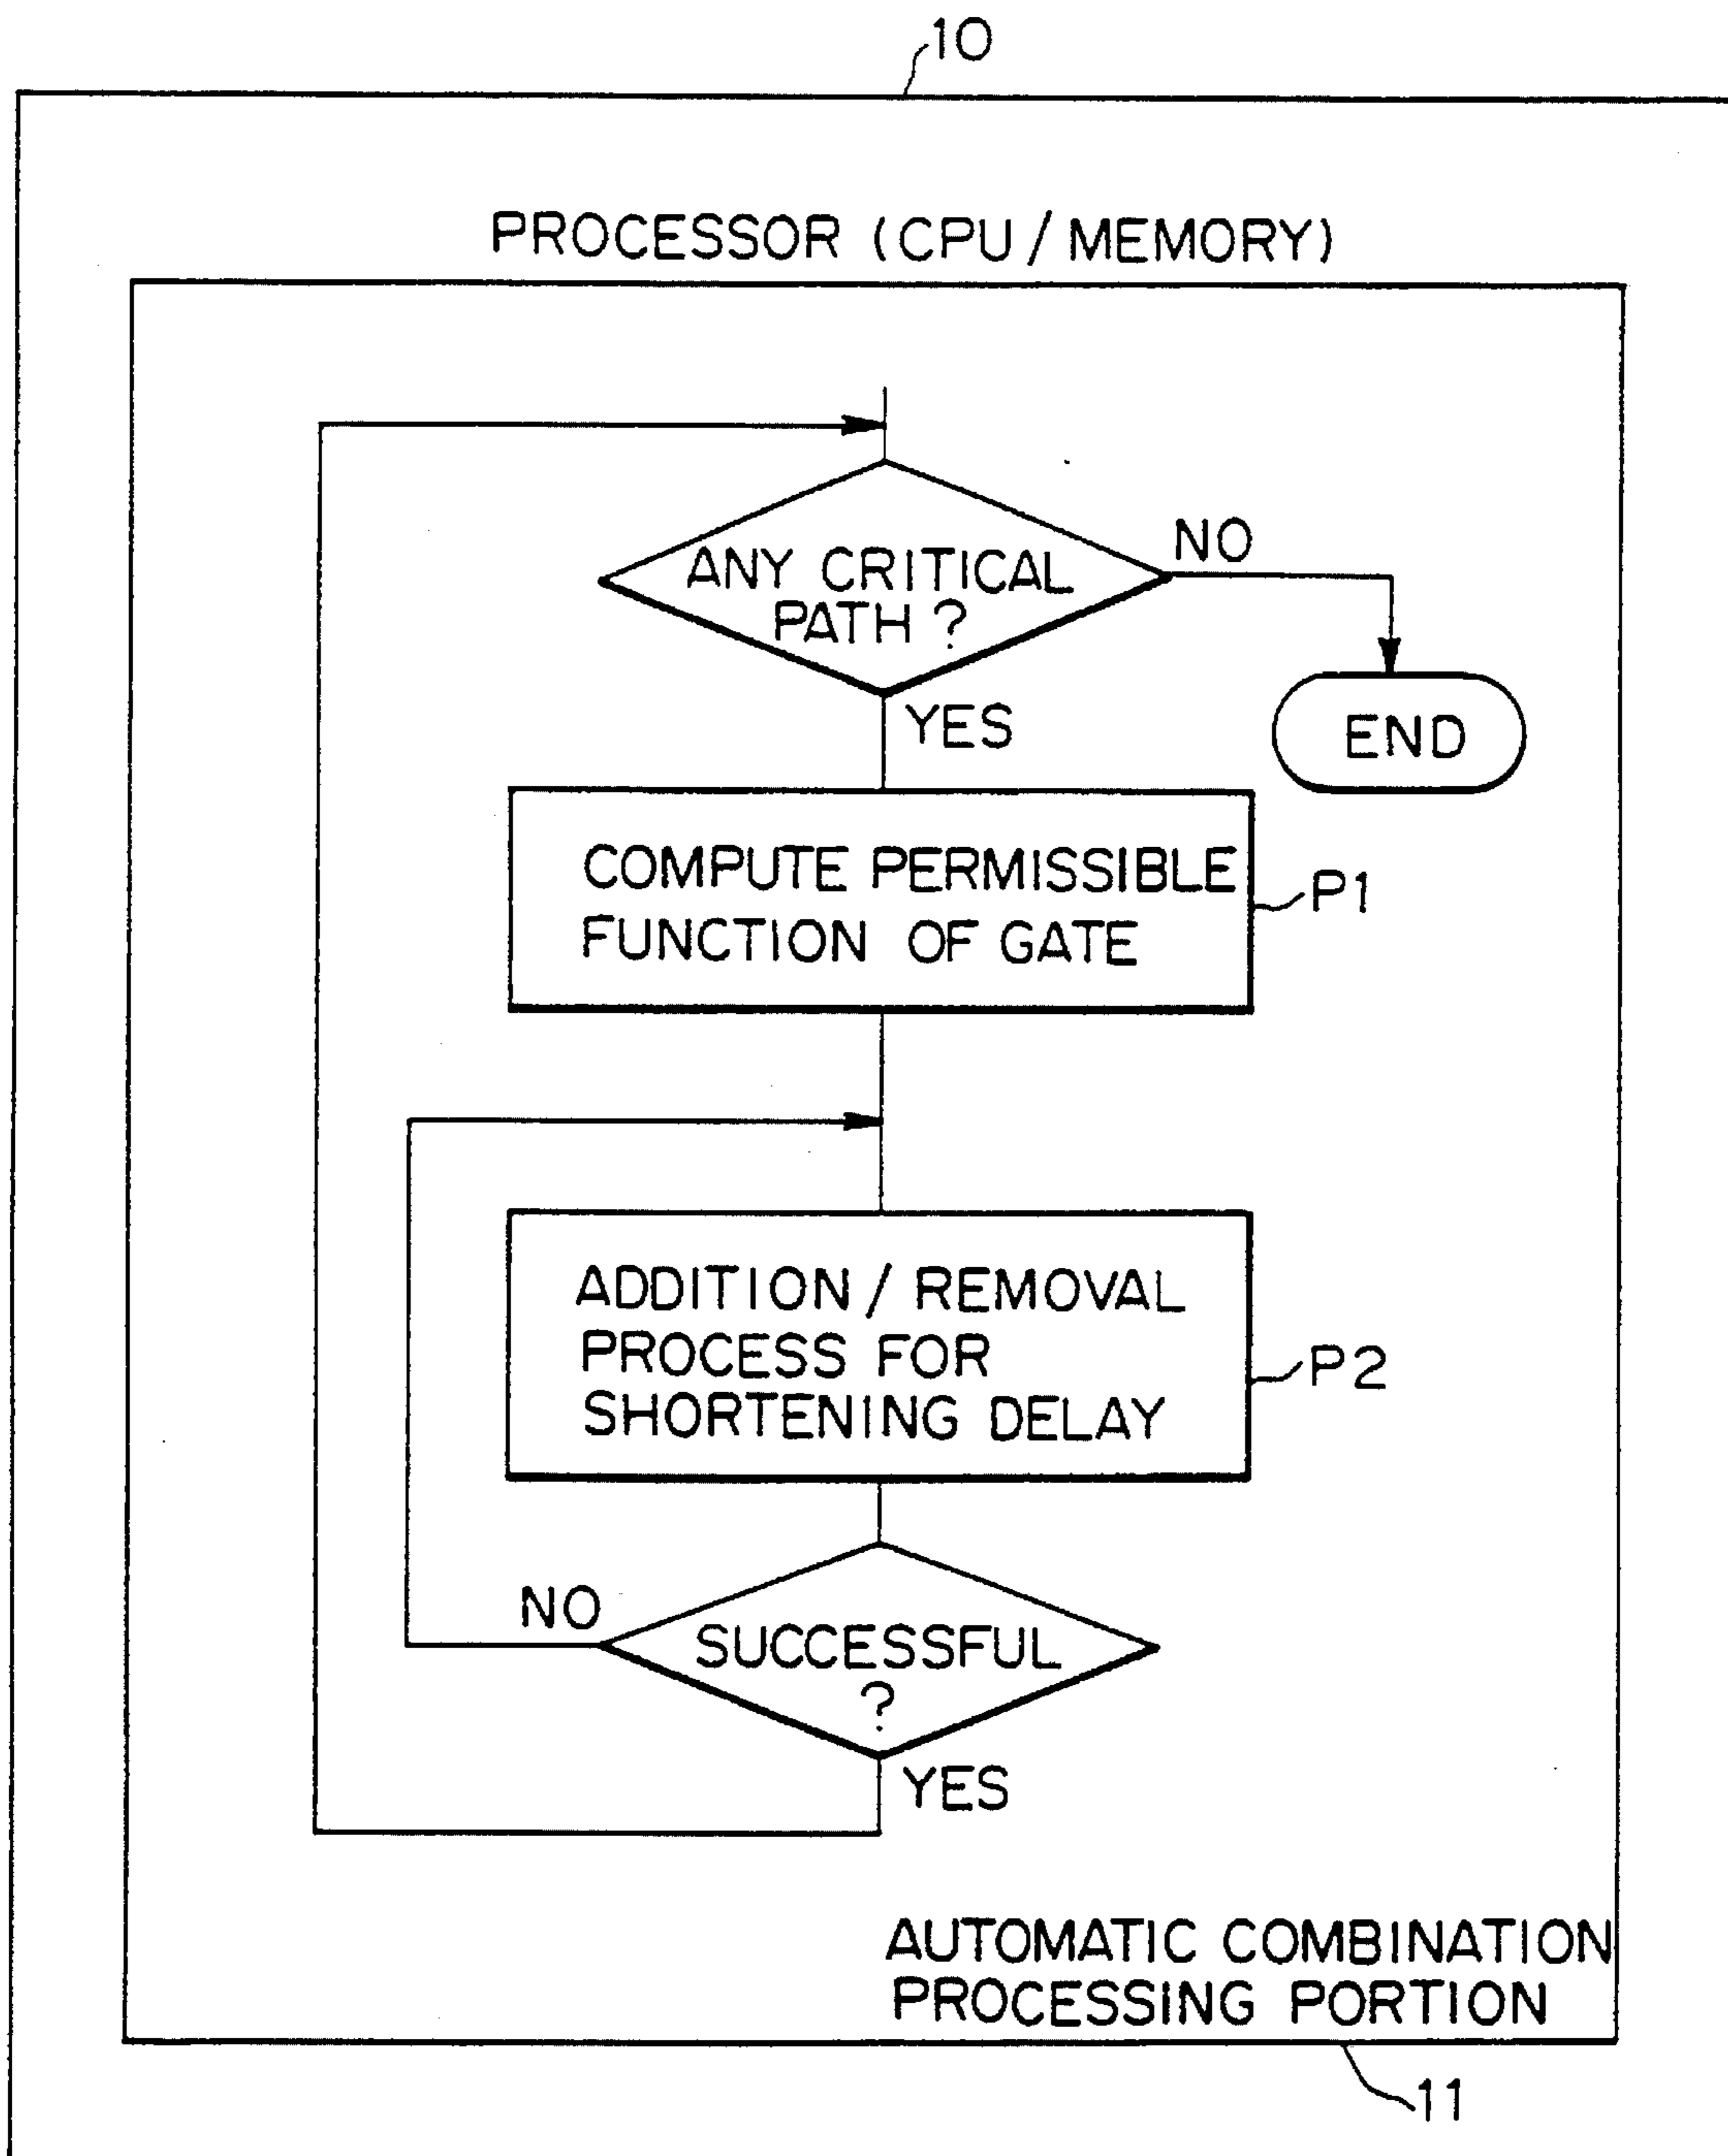 10
PROCESSOR (CPU / MEMORY)
ANY CRITICAL
PATH ?
NO
YES
END
COMPUTE PERMISSIBLE
FUNCTION OF GATE
P1
ADDITION / REMOVAL
PROCESS FOR
SHORTENING DELAY
P2
NO
SUCCESSFUL
?
YES
AUTOMATIC COMBINATION
PROCESSING PORTION
11